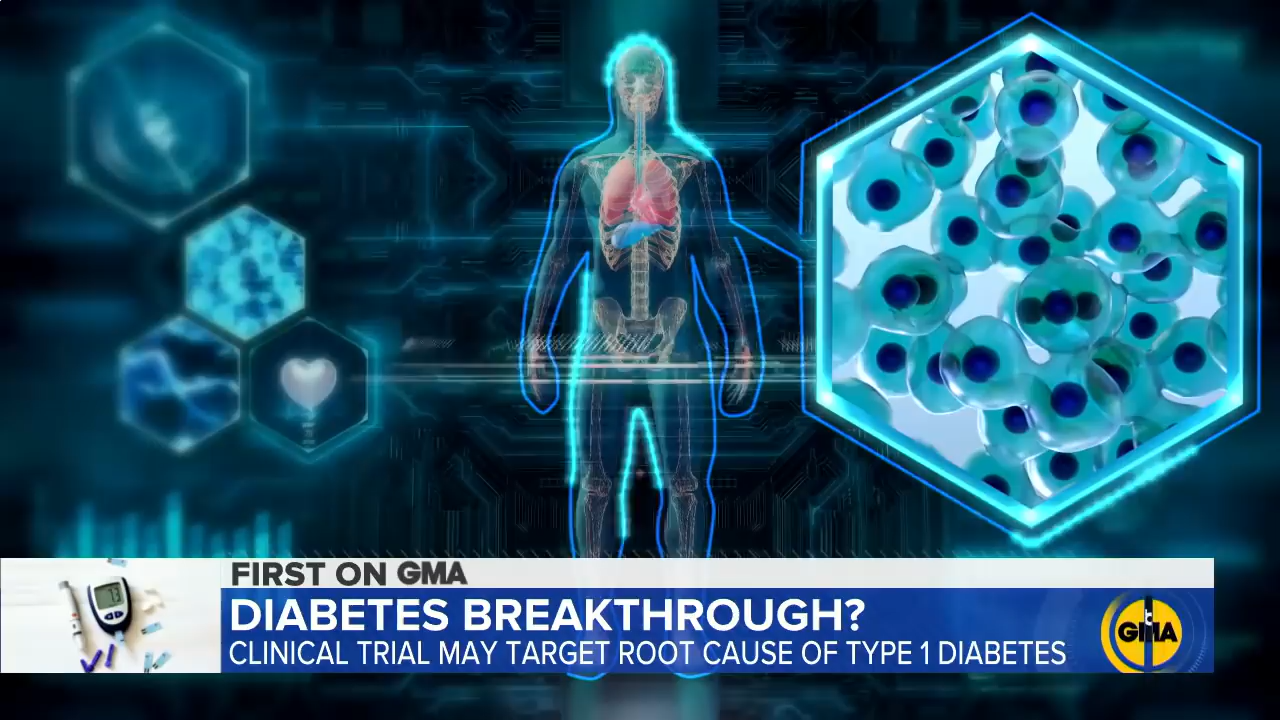 FIRST ON GMA
DIABETES BREAKTHROUGH?
CLINICAL TRIAL MAY TARGET ROOT CAUSE OF TYPE 1 DIABETES
GMA